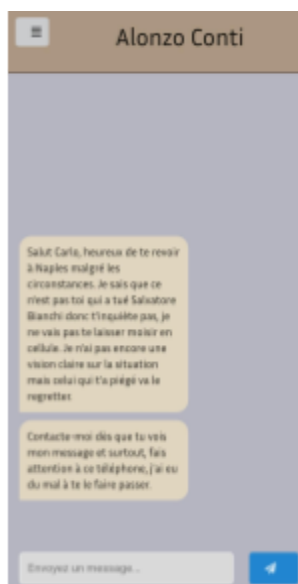 Alonzo Conti
Salut Carlo, heureux de te revoir
à Naples malgré les
circonstances. Je sais que ce
n'est pas toi qui a tué Salvatore
Bianchi donc t'inquiète pas, je
ne vais pas te laisser moisir en
cellule. Je n'ai pas encore une
vision claire sur la situation
mais celui qui t'a piégé va le
regretter.
Contacte-moi dès que tu vois
mon message et surtout, fais
attention à ce téléphone, j'ai eu
du mal à te le faire passer.
Envoyez un message...